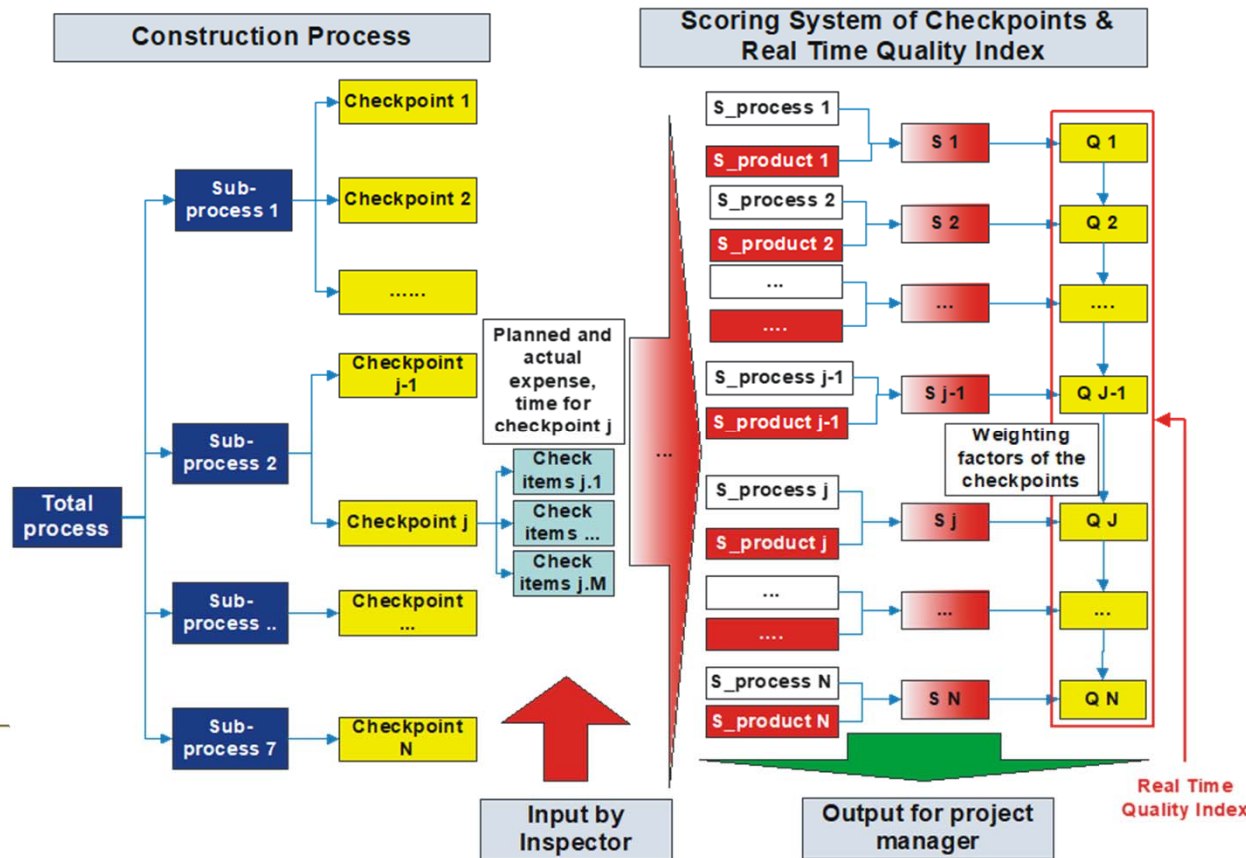 Construction Process
Scoring System of Checkpoints &
Real Time Quality Index
Total
process
Sub-
process 1
Checkpoint 1
Checkpoint 2
......
Sub-
process 2
Checkpoint
j-1
Checkpoint j
Planned and
actual
expense,
time for
checkpoint j
Check
items j.1
Check
items ...
Check
items j.M
Sub-
process ..
Checkpoint
...
Sub-
process 7
Checkpoint
N
Input by
Inspector
...
S_process 1
S_product 1
S 1
Q 1
S_process 2
S_product 2
S 2
Q 2
...
....
...
....
S_process j-1
S_product j-1
S j-1
Q J-1
Weighting
factors of the
checkpoints
S_process j
S_product j
S j
Q J
...
....
...
...
S_process N
S_product N
S N
Q N
Output for project
manager
Real Time
Quality Index